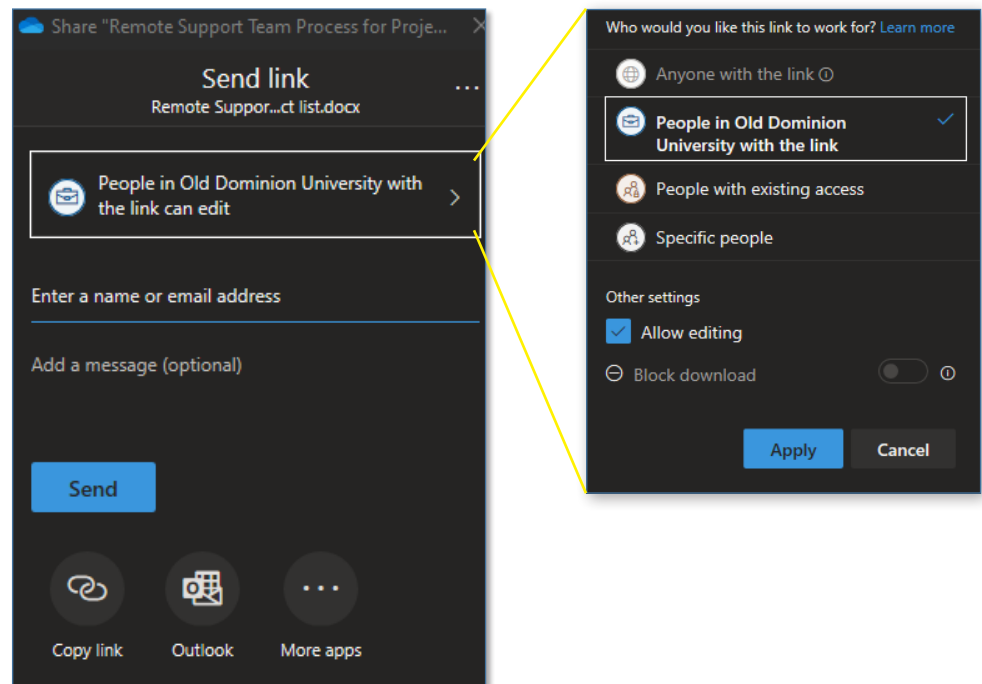 Share "Remote Support Team Process for Proje...
Send link
Remote Suppor...ct list.docx
People in Old Dominion University with
the link can edit
Enter a name or email address
Add a message (optional)
Send
Copy link
Outlook
More apps
Who would you like this link to work for? Learn more
Anyone with the link
People in Old Dominion
University with the link
People with existing access
Specific people
Other settings
Allow editing
Block download
Apply
Cancel